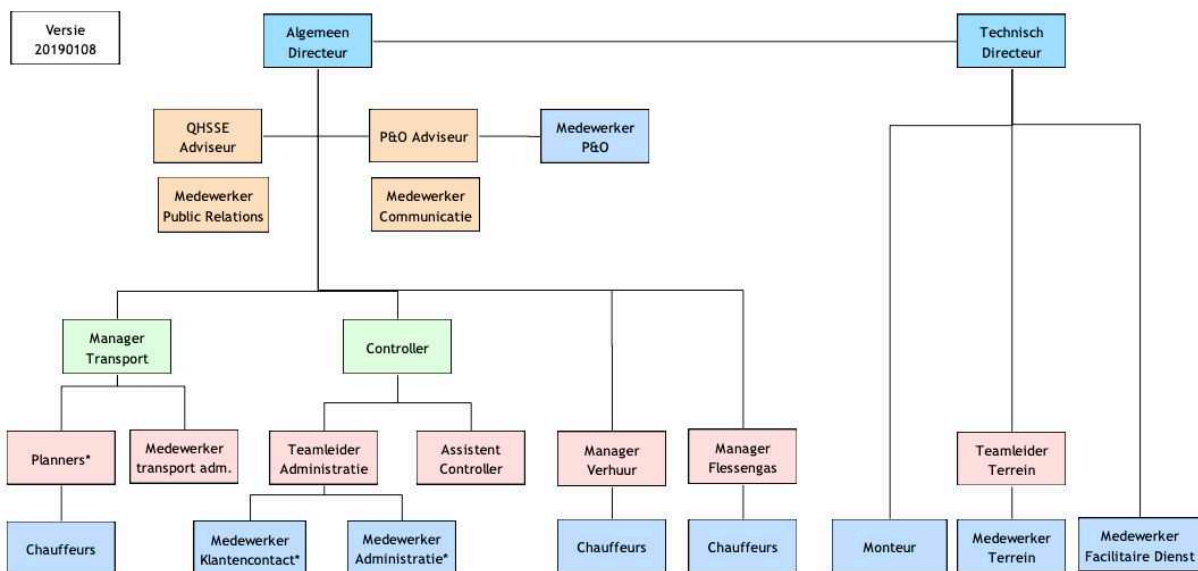 Versie
20190108
Algemeen
Directeur
Technisch
Directeur
QHSSE
Adviseur
P&O Adviseur
Medewerker
P&O
Medewerker
Public Relations
Medewerker
Communicatie
Manager
Transport
Controller
Planners*
Medewerker
transport adm.
Teamleider
Administratie
Assistent
Controller
Manager
Verhuur
Manager
Flessengas
Teamleider
Terrein
Chauffeurs
Medewerker
Klantencontact*
Medewerker
Administratie*
Chauffeurs
Chauffeurs
Monteur
Medewerker
Terrein
Medewerker
Facilitaire Dienst